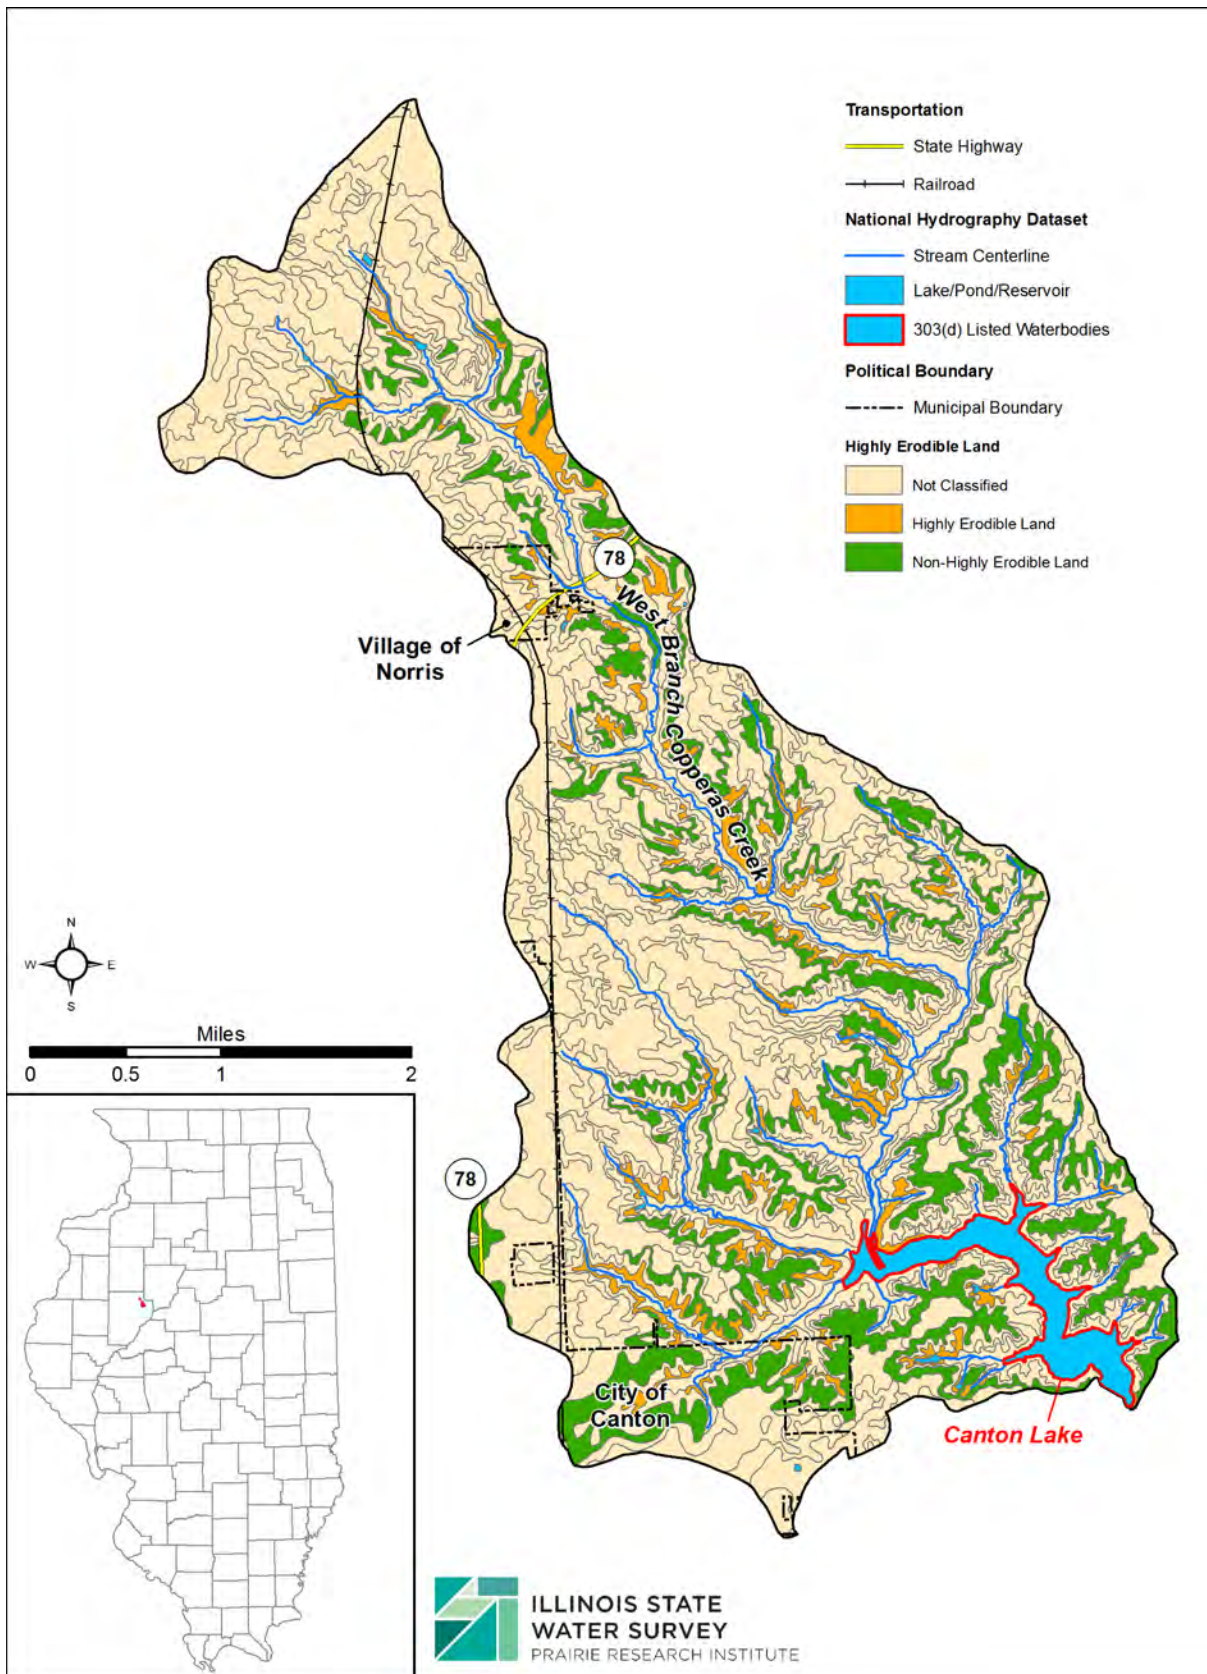 Transportation
State Highway
Railroad
National Hydrography Dataset
Stream Centerline
Lake/Pond/Reservoir
303(d) Listed Waterbodies
Political Boundary
Municipal Boundary
Highly Erodible Land
Not Classified
Highly Erodible Land
Non-Highly Erodible Land
78
Village of
Norris
West Branch Copperas Creek
N
W
E
S
Miles
0
0.5
1
2
78
City of
Canton
Canton Lake
ILLINOIS STATE
WATER SURVEY
PRAIRIE RESEARCH INSTITUTE